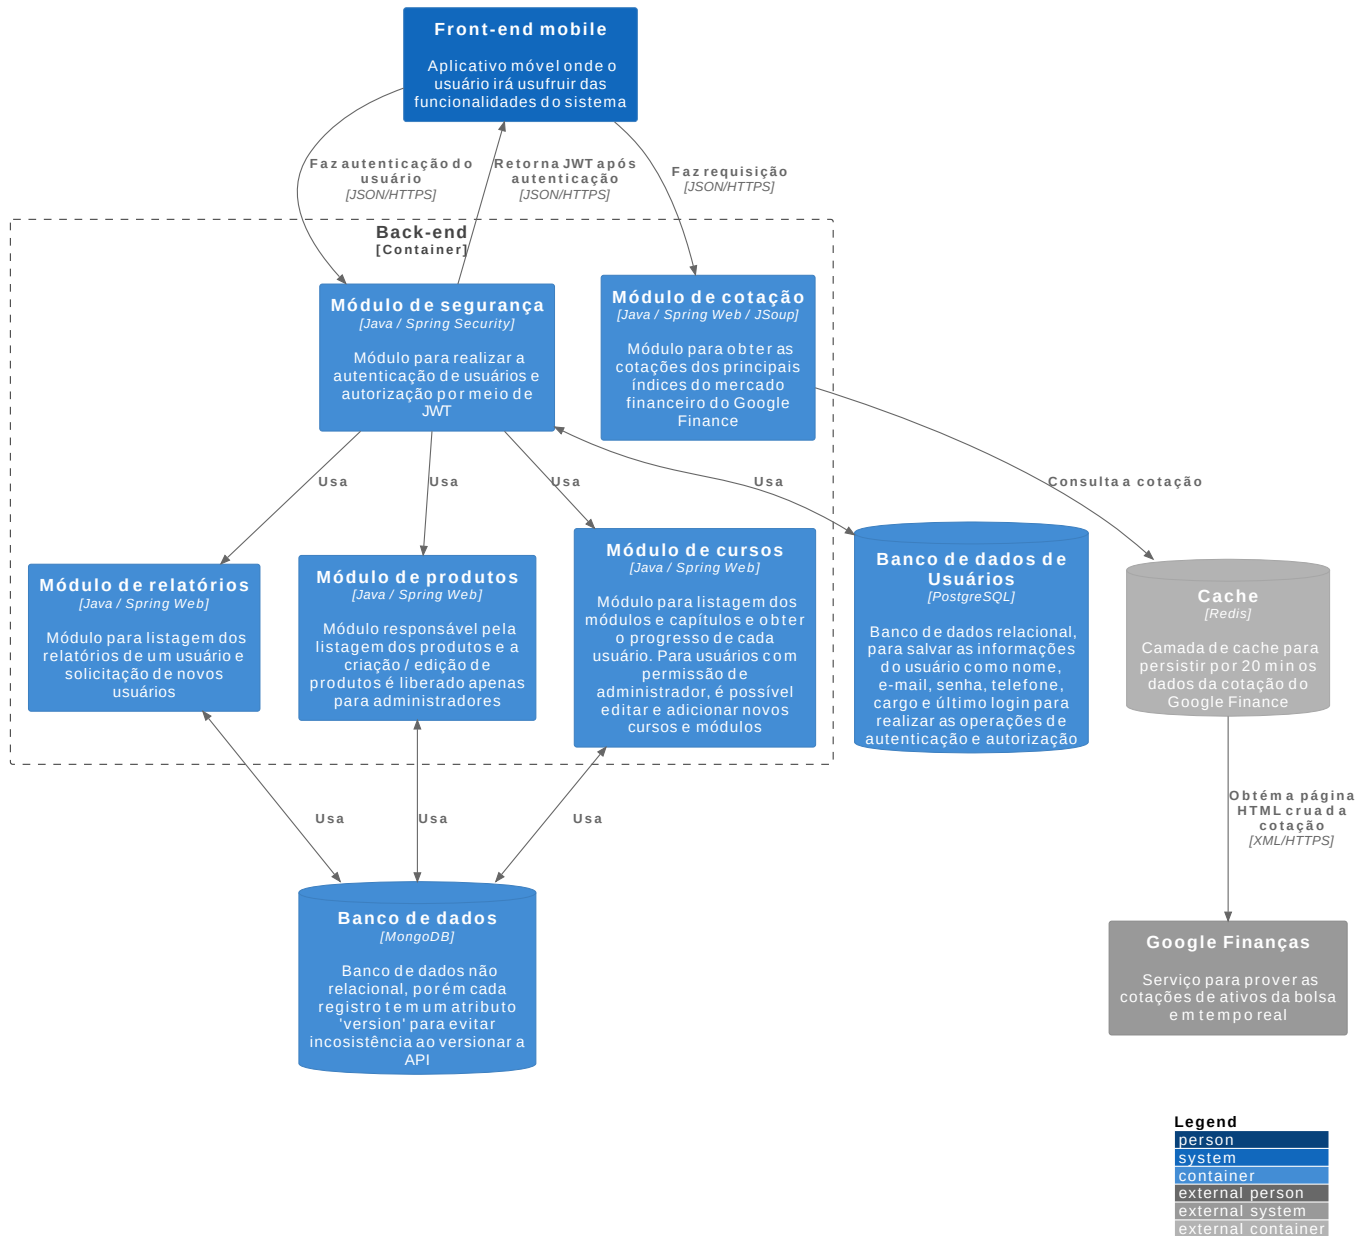 Front-end mobile
Aplicativo móvel onde o
usuário irá usufruir das
funcionalidades do sistema
Faz autenticação do
usuário
[JSON/HTTPS]
Retorna JWT após
autenticação
[JSON/HTTPS]
Faz requisição
[JSON/HTTPS]
Back-end
[Container]
Módulo de segurança
[Java / Spring Security]
Módulo para realizar a
autenticação de usuários e
autorização por meio de
JWT
Módulo de cotação
[Java / Spring Web / JSoup]
Módulo para obter as
cotações dos principais
índices do mercado
financeiro do Google
Finance
Usa
Usa
Usa
Usa
Consulta a cotação
Módulo de relatórios
[Java / Spring Web]
Módulo para listagem dos
relatórios de um usuário e
solicitação de novos
usuários
Módulo de produtos
[Java / Spring Web]
Módulo responsável pela
listagem dos produtos e a
criação / edição de
produtos é liberado apenas
para administradores
Módulo de cursos
[Java / Spring Web]
Módulo para listagem dos
módulos e capítulos e obter
o progresso de cada
usuário. Para usuários com
permissão de
administrador, é possível
editar e adicionar novos
cursos e módulos
Banco de dados de
Usuários
[PostgreSQL]
Banco de dados relacional,
para salvar as informações
do usuário como nome,
e-mail, senha, telefone,
cargo e último login para
realizar as operações de
autenticação e autorização
Cache
[Redis]
Camada de cache para
persistir por 20 min os
dados da cotação do
Google Finance
Usa
Usa
Usa
Obtém a página
HTML crua da
cotação
[XML/HTTPS]
Banco de dados
[MongoDB]
Banco de dados não
relacional, porém cada
registro tem um atributo
'version' para evitar
incosistência ao versionar a
API
Google Finanças
Serviço para prover as
cotações de ativos da bolsa
em tempo real
Legend
person
system
container
external person
external system
external container